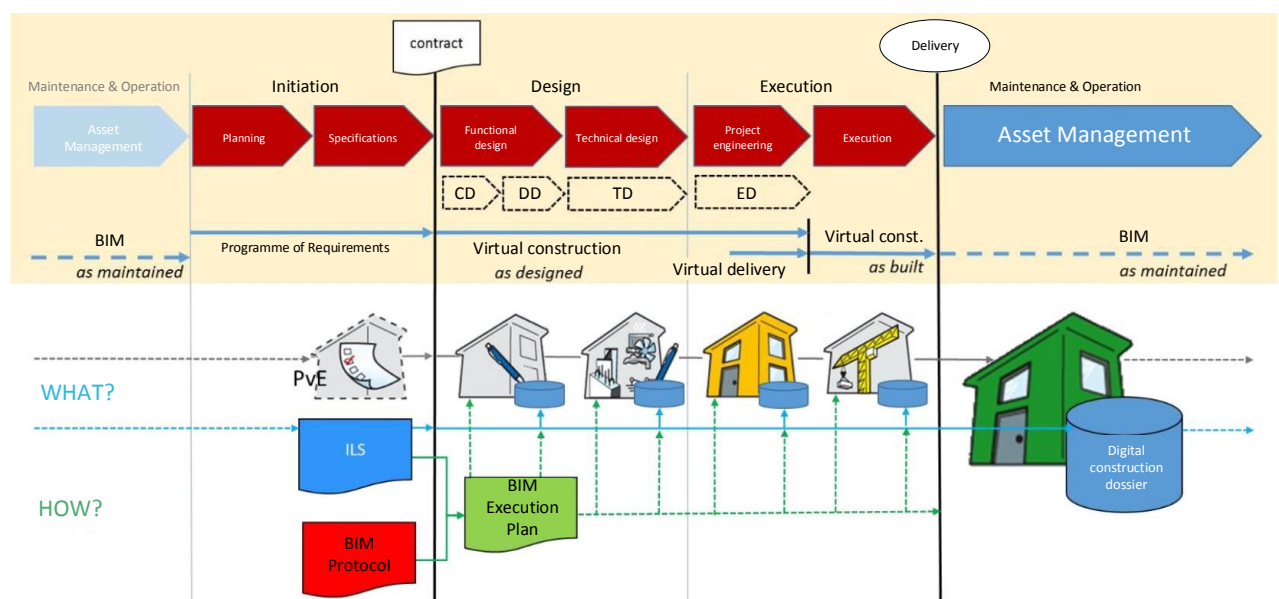 contract
Delivery
Maintenance & Operation
Initiation
Design
Execution
Maintenance & Operation
Asset
Management
Planning
Specifications
Functional
design
Technical design
Project
engineering
Execution
Asset Management
CD
DD
TD
ED
BIM
as maintained
Programme of Requirements
Virtual construction
as designed
Virtual delivery
Virtual const.
as built
BIM
as maintained
PvE
WHAT?
ILS
HOW?
BIM
Execution
Plan
BIM
Protocol
Digital
construction
dossier